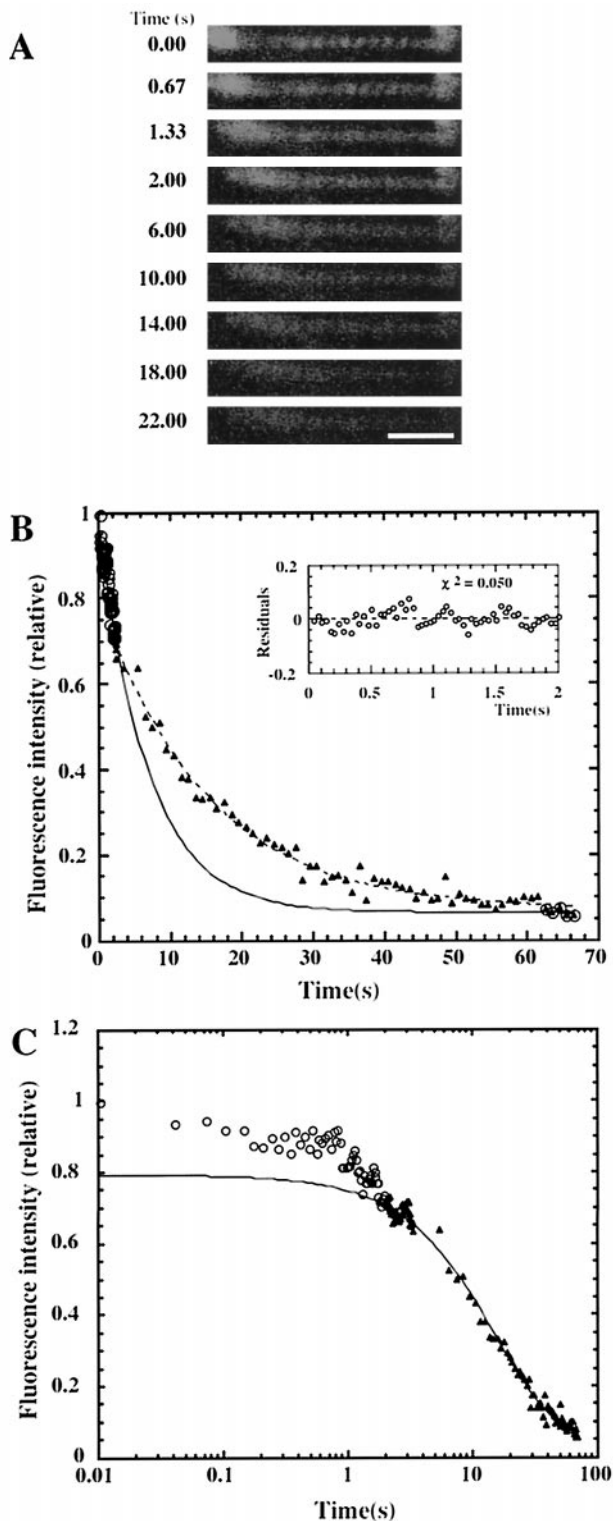 Time (s)
A
0.00
0.67
1.33
2.00
6.00
10.00
14.00
18.00
22.00
B
Fluorescence intensity (relative)
1
0.8
0.6
0.4
0.2
0
0 10 20 30 40 50 60 70
Time(s)
Residuals
0.2
0
-0.2
χ² = 0.050
0 0.5 1 1.5 2
Time(s)
C
Fluorescence intensity (relative)
1.2
1
0.8
0.6
0.4
0.2
0
0.01 0.1 1 10 100
Time(s)